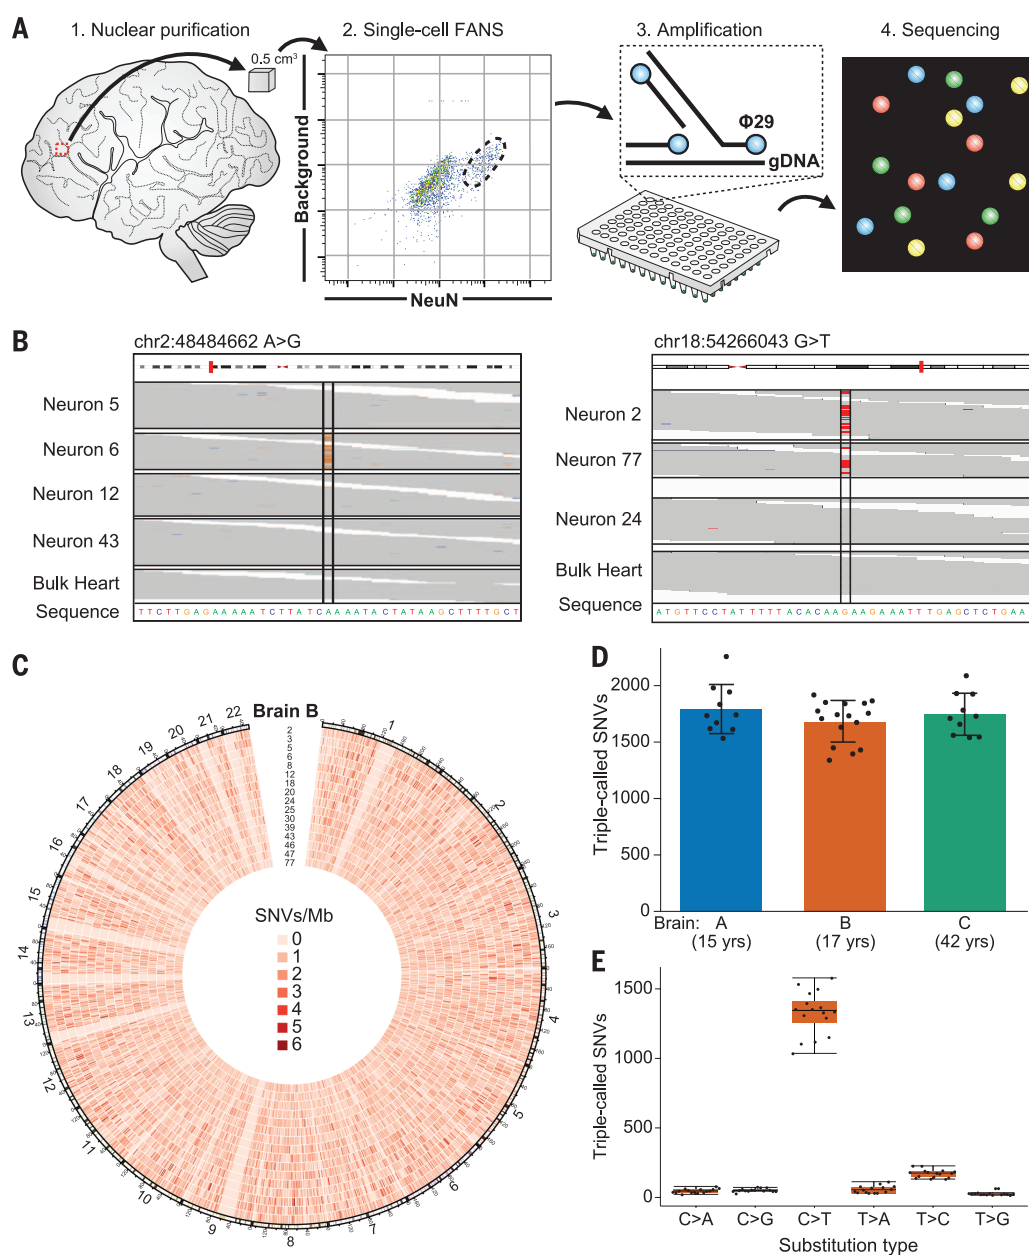 A
1. Nuclear purification
2. Single-cell FANS
3. Amplification
4. Sequencing
0.5 cm³
Background
NeuN
Φ29
gDNA
B
chr2:48484662 A>G
Neuron 5
Neuron 6
Neuron 12
Neuron 43
Bulk Heart
Sequence
T T C T T G A G A A A A A T C T T A T C A A A A T A C T A T A A G C T T T T G C T
chr18:54266043 G>T
Neuron 2
Neuron 77
Neuron 24
Bulk Heart
Sequence
A T G T T C C T A T T T T T A C A C A A G A A G A A A T T T G A G C T C T G A A
C
Brain B
2
3
5
6
8
12
18
20
24
25
30
39
43
46
47
77
1
2
3
4
5
6
7
8
9
10
11
12
13
14
15
16
17
18
19
20
21
22
SNVs/Mb
0
1
2
3
4
5
6
D
Triple-called SNVs
2000
1500
1000
500
0
Brain: A B C
(15 yrs) (17 yrs) (42 yrs)
E
Triple-called SNVs
1500
1000
500
0
C>A C>G C>T T>A T>C T>G
Substitution type